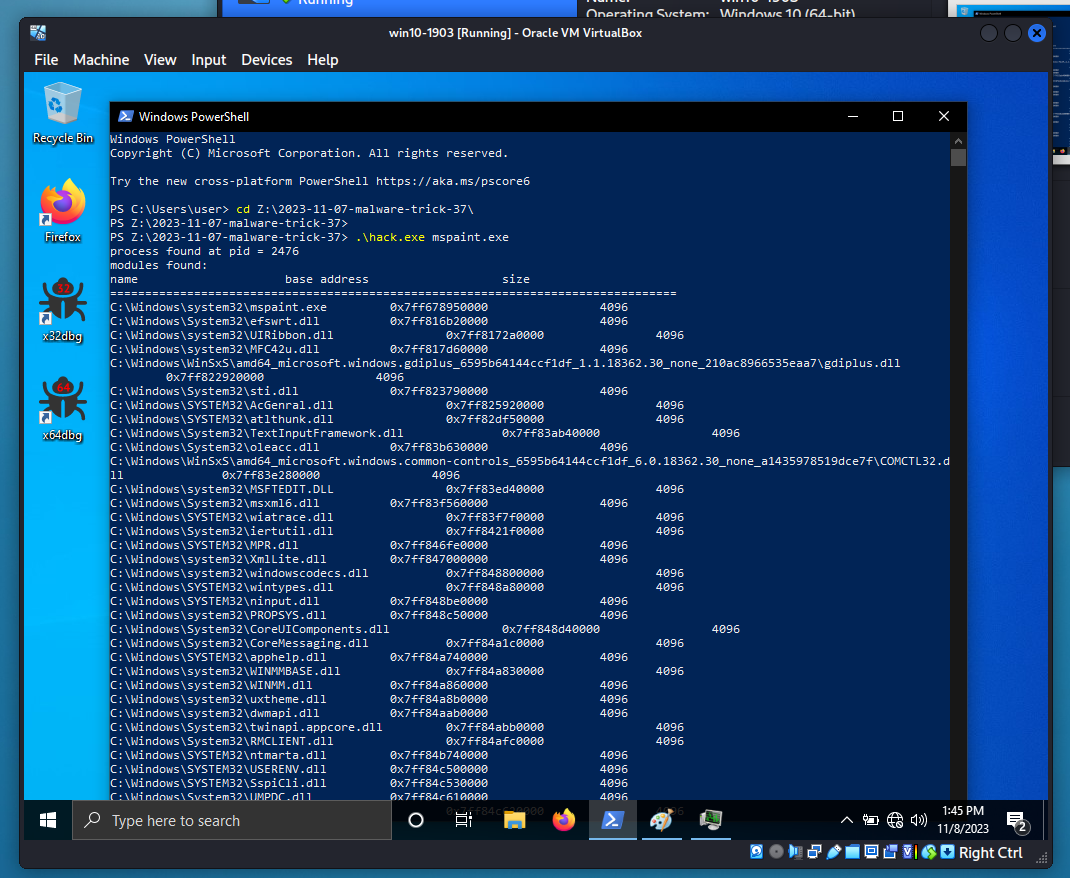 Running
Name: win10-1903
Operating System: Windows 10 (64-bit)
win10-1903 [Running] - Oracle VM VirtualBox
File Machine View Input Devices Help
Recycle Bin
Firefox
32
x32dbg
64
x64dbg
Windows PowerShell
Windows PowerShell
Copyright (C) Microsoft Corporation. All rights reserved.
Try the new cross-platform PowerShell https://aka.ms/pscore6
PS C:\Users\user> cd Z:\2023-11-07-malware-trick-37\
PS Z:\2023-11-07-malware-trick-37>
PS Z:\2023-11-07-malware-trick-37> .\hack.exe mspaint.exe
process found at pid = 2476
modules found:
name base address size
=================================================================================
C:\Windows\system32\mspaint.exe 0x7ff678950000 4096
C:\Windows\system32\efswrt.dll 0x7ff816b20000 4096
C:\Windows\system32\UIRibbon.dll 0x7ff8172a0000 4096
C:\Windows\system32\MFC42u.dll 0x7ff817d60000 4096
C:\Windows\WinSxS\amd64_microsoft.windows.gdiplus_6595b64144ccf1df_1.1.18362.30_none_210ac8966535eaa7\gdiplus.dll
0x7ff822920000 4096
C:\Windows\System32\sti.dll 0x7ff823790000 4096
C:\Windows\SYSTEM32\AcGenral.dll 0x7ff825920000 4096
C:\Windows\SYSTEM32\atlthunk.dll 0x7ff82df50000 4096
C:\Windows\System32\TextInputFramework.dll 0x7ff83ab40000 4096
C:\Windows\System32\oleacc.dll 0x7ff83b630000 4096
C:\Windows\WinSxS\amd64_microsoft.windows.common-controls_6595b64144ccf1df_6.0.18362.30_none_a1435978519dce7f\COMCTL32.d
ll 0x7ff83e280000 4096
C:\Windows\SYSTEM32\MSFTEDIT.DLL 0x7ff83ed40000 4096
C:\Windows\System32\msxml6.dll 0x7ff83f560000 4096
C:\Windows\SYSTEM32\wiatrace.dll 0x7ff83f7f0000 4096
C:\Windows\System32\iertutil.dll 0x7ff8421f0000 4096
C:\Windows\SYSTEM32\MPR.dll 0x7ff846fe0000 4096
C:\Windows\SYSTEM32\XmlLite.dll 0x7ff847000000 4096
C:\Windows\system32\windowscodecs.dll 0x7ff848800000 4096
C:\Windows\SYSTEM32\wintypes.dll 0x7ff848a80000 4096
C:\Windows\SYSTEM32\ninput.dll 0x7ff848be0000 4096
C:\Windows\system32\PROPSYS.dll 0x7ff848c50000 4096
C:\Windows\System32\CoreUIComponents.dll 0x7ff848d40000 4096
C:\Windows\System32\CoreMessaging.dll 0x7ff84a1c0000 4096
C:\Windows\SYSTEM32\apphelp.dll 0x7ff84a740000 4096
C:\Windows\SYSTEM32\WINMMBASE.dll 0x7ff84a830000 4096
C:\Windows\system32\WINMM.dll 0x7ff84a860000 4096
C:\Windows\system32\uxtheme.dll 0x7ff84a8b0000 4096
C:\Windows\system32\dwmapi.dll 0x7ff84aab0000 4096
C:\Windows\system32\twinapi.appcore.dll 0x7ff84abb0000 4096
C:\Windows\system32\RMCLIENT.dll 0x7ff84afc0000 4096
C:\Windows\SYSTEM32\ntmarta.dll 0x7ff84b740000 4096
C:\Windows\SYSTEM32\USERENV.dll 0x7ff84c500000 4096
C:\Windows\SYSTEM32\SspiCli.dll 0x7ff84c530000 4096
C:\Windows\System32\UMPDC.dll 0x7ff84c610000 4096
Type here to search
1:45 PM
11/8/2023
2
Right Ctrl